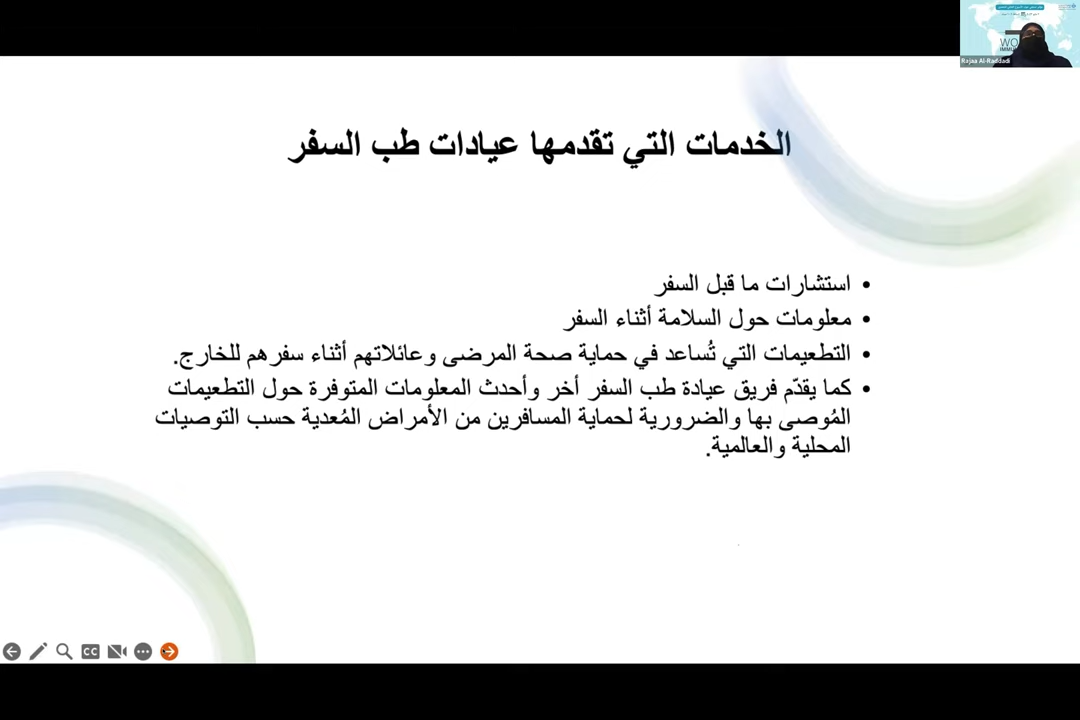 الخدمات التي تقدمها عيادات طب السفر
• استشارات ما قبل السفر
• معلومات حول السلامة أثناء السفر
• التطعيمات التي تُساعد في حماية صحة المرضى وعائلاتهم أثناء سفرهم للخارج.
• كما يقدّم فريق عيادة طب السفر أخر وأحدث المعلومات المتوفرة حول التطعيمات
المُوصى بها والضرورية لحماية المسافرين من الأمراض المُعدية حسب التوصيات
المحلية والعالمية.
Rajaa Al-Raddadi
CC